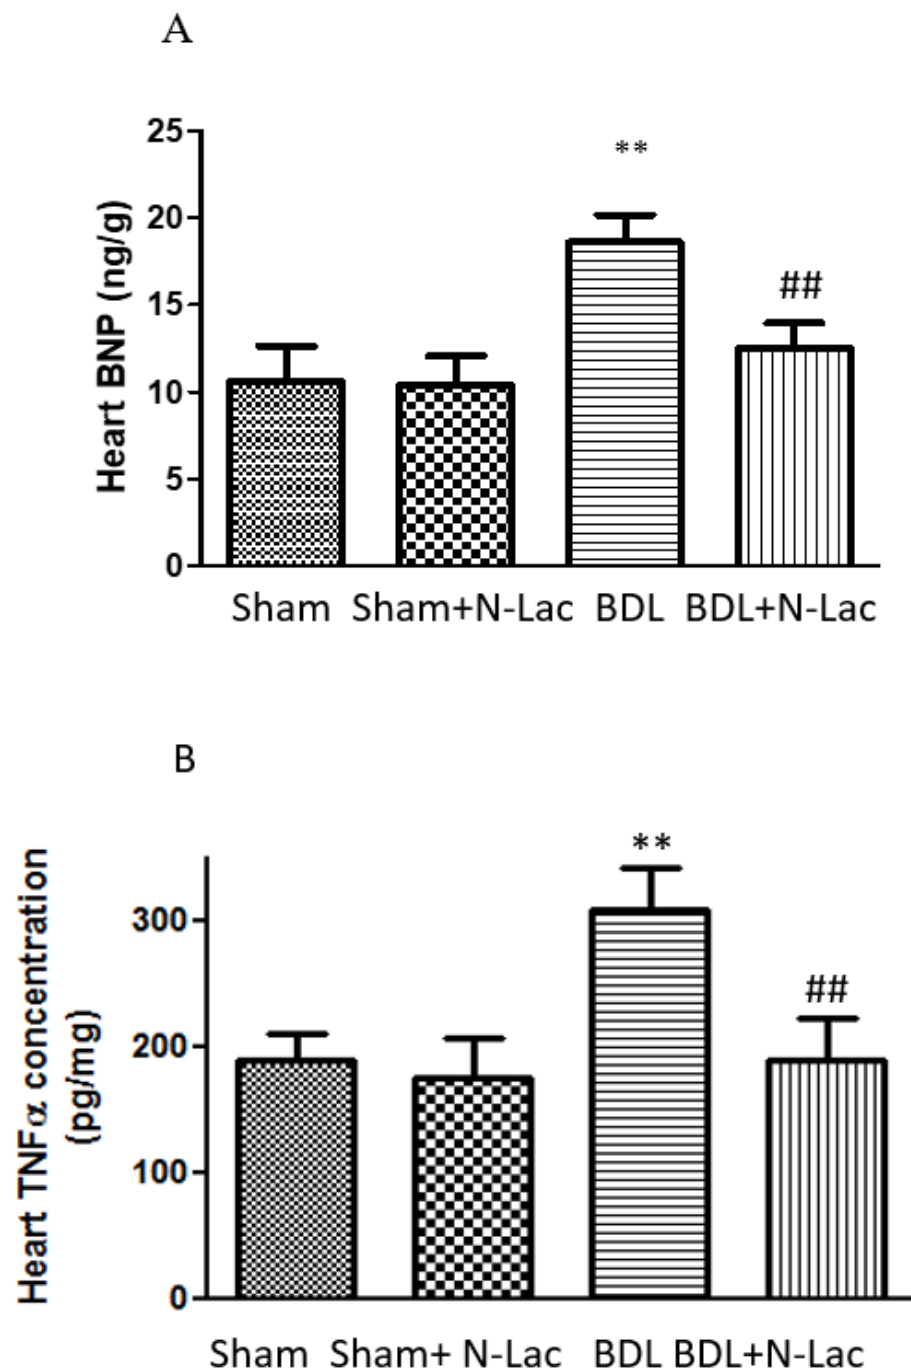 A
Heart BNP (ng/g)
25
20
15
10
5
0
**
##
Sham Sham+N-Lac BDL BDL+N-Lac
B
Heart TNFα concentration
(pg/mg)
300
200
100
0
**
##
Sham Sham+ N-Lac BDL BDL+N-Lac